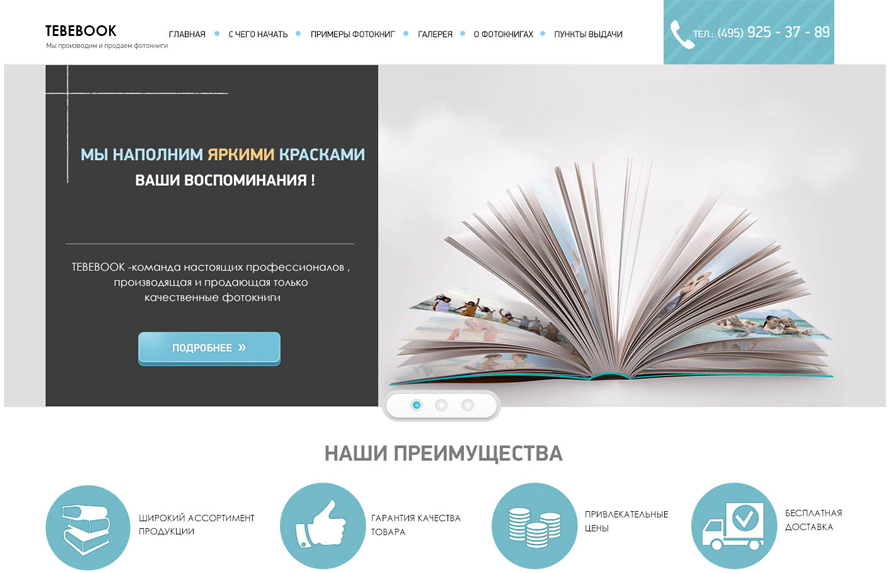 TEBEBOOK
Мы производим и продаем фотокниги
ГЛАВНАЯ С ЧЕГО НАЧАТЬ ПРИМЕРЫ ФОТОКНИГ ГАЛЕРЕЯ О ФОТОКНИГАХ ПУНКТЫ ВЫДАЧИ
ТЕЛ.: (495) 925 - 37 - 89
МЫ НАПОЛНИМ ЯРКИМИ КРАСКАМИ
ВАШИ ВОСПОМИНАНИЯ !
TEBEBOOK -команда настоящих профессионалов ,
производящая и продающая только
качественные фотокниги
ПОДРОБНЕЕ »
НАШИ ПРЕИМУЩЕСТВА
ШИРОКИЙ АССОРТИМЕНТ
ПРОДУКЦИИ
ГАРАНТИЯ КАЧЕСТВА
ТОВАРА
ПРИВЛЕКАТЕЛЬНЫЕ
ЦЕНЫ
БЕСПЛАТНАЯ
ДОСТАВКА